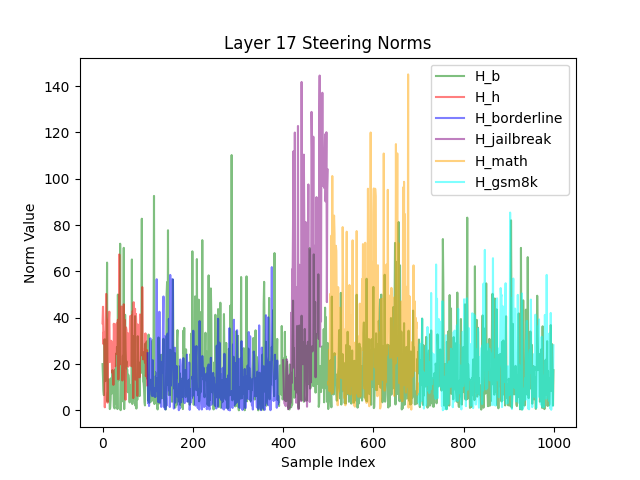 Layer 17 Steering Norms
H_b
H_h
H_borderline
H_jailbreak
H_math
H_gsm8k
Norm Value
140
120
100
80
60
40
20
0
0 200 400 600 800 1000
Sample Index